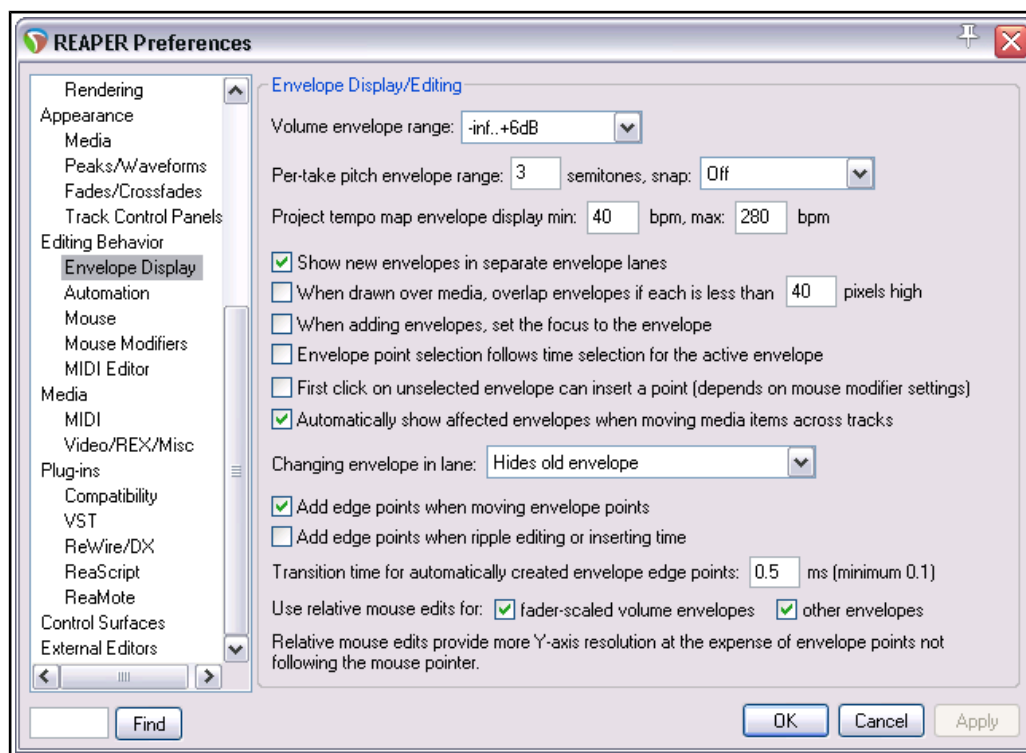 REAPER Preferences
Rendering
Appearance
Media
Peaks/Waveforms
Fades/Crossfades
Track Control Panels
Editing Behavior
Envelope Display
Automation
Mouse
Mouse Modifiers
MIDI Editor
Media
MIDI
Video/REX/Misc
Plug-ins
Compatibility
VST
ReWire/DX
ReaScript
ReaMote
Control Surfaces
External Editors
Find
Envelope Display/Editing
Volume envelope range: -inf..+6dB
Per-take pitch envelope range: 3 semitones, snap: Off
Project tempo map envelope display min: 40 bpm, max: 280 bpm
Show new envelopes in separate envelope lanes
When drawn over media, overlap envelopes if each is less than 40 pixels high
When adding envelopes, set the focus to the envelope
Envelope point selection follows time selection for the active envelope
First click on unselected envelope can insert a point (depends on mouse modifier settings)
Automatically show affected envelopes when moving media items across tracks
Changing envelope in lane: Hides old envelope
Add edge points when moving envelope points
Add edge points when ripple editing or inserting time
Transition time for automatically created envelope edge points: 0.5 ms (minimum 0.1)
Use relative mouse edits for: fader-scaled volume envelopes other envelopes
Relative mouse edits provide more Y-axis resolution at the expense of envelope points not
following the mouse pointer.
OK Cancel Apply